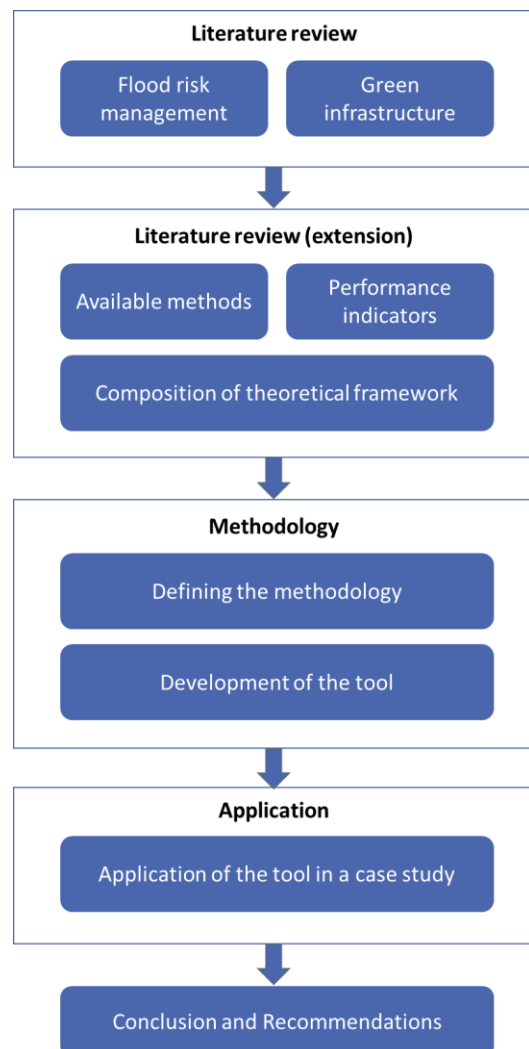 Literature review
Flood risk
management
Green
infrastructure
Literature review (extension)
Available methods
Performance
indicators
Composition of theoretical framework
Methodology
Defining the methodology
Development of the tool
Application
Application of the tool in a case study
Conclusion and Recommendations